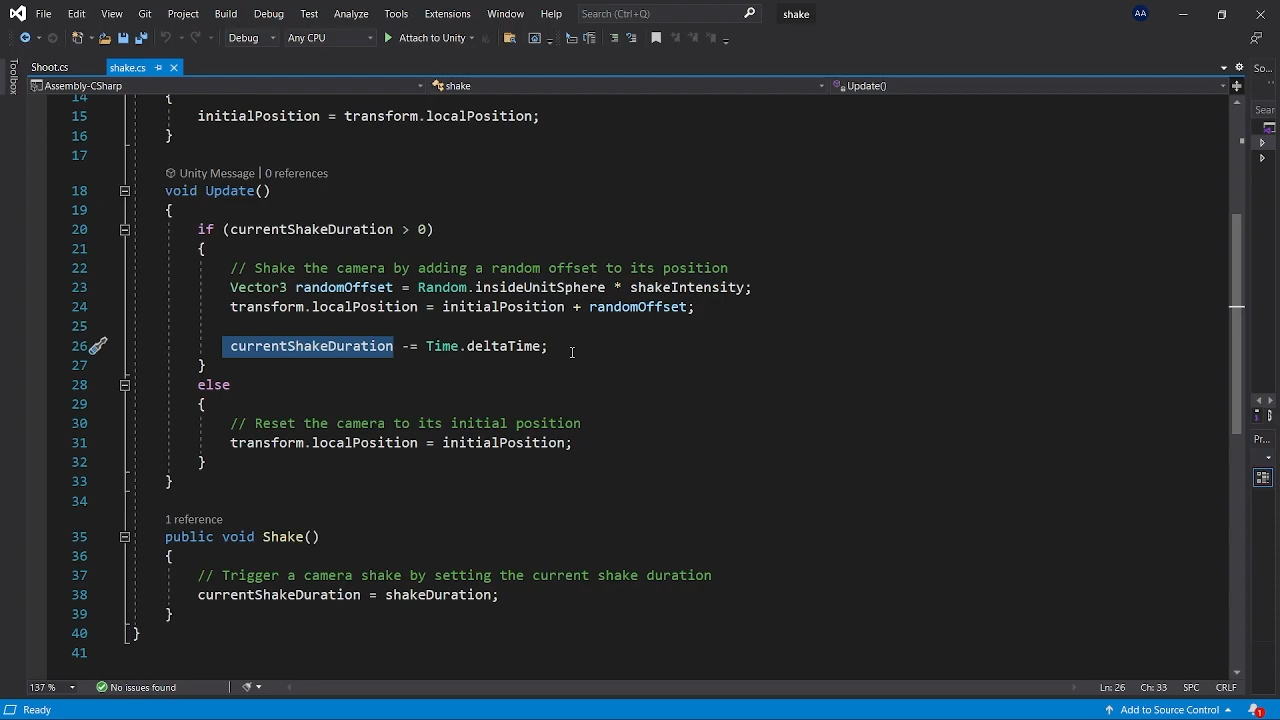 File Edit View Git Project Build Debug Test Analyze Tools Extensions Window Help Search (Ctrl+Q) shake AA
Debug Any CPU Attach to Unity
Toolbox
Shoot.cs shake.cs So...
Assembly-CSharp shake Update()
Sear
14 {
15 initialPosition = transform.localPosition;
16 }
17
Unity Message | 0 references
18 void Update()
19 {
20 if (currentShakeDuration > 0)
21 {
22 // Shake the camera by adding a random offset to its position
23 Vector3 randomOffset = Random.insideUnitSphere * shakeIntensity;
24 transform.localPosition = initialPosition + randomOffset;
25
26 currentShakeDuration -= Time.deltaTime;
27 }
28 else
29 {
30 // Reset the camera to its initial position
31 transform.localPosition = initialPosition;
32 }
33 }
34
Pr...
1 reference
35 public void Shake()
36 {
37 // Trigger a camera shake by setting the current shake duration
38 currentShakeDuration = shakeDuration;
39 }
40 }
41
137 % No issues found Ln: 26 Ch: 33 SPC CRLF
Ready Add to Source Control 1